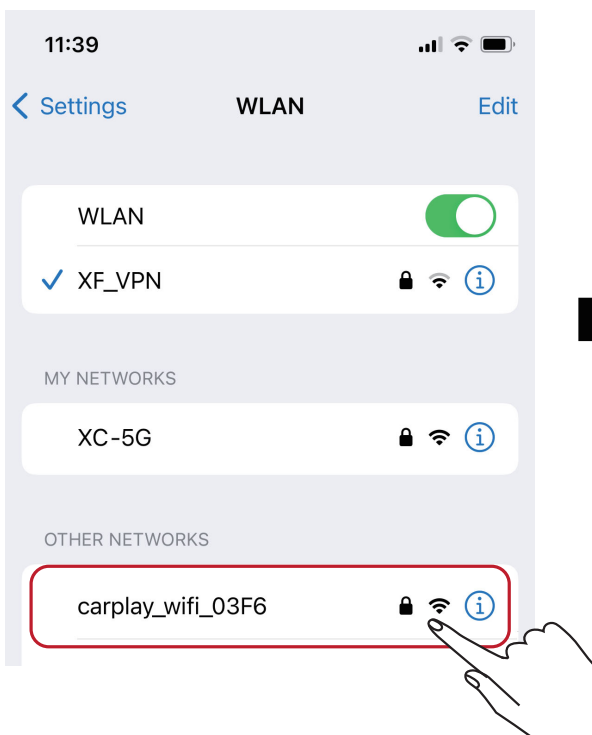 11:39
Settings WLAN Edit
WLAN
XF_VPN
MY NETWORKS
XC-5G
OTHER NETWORKS
carplay_wifi_03F6